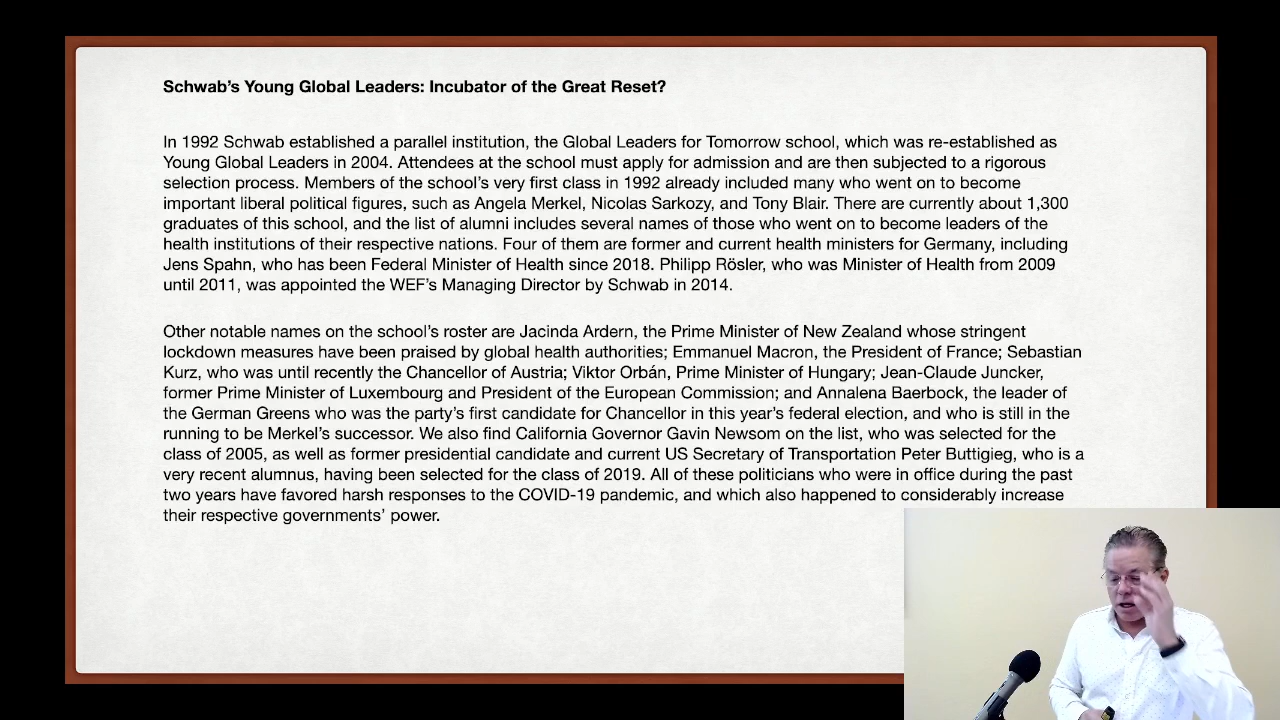 Schwab's Young Global Leaders: Incubator of the Great Reset?
In 1992 Schwab established a parallel institution, the Global Leaders for Tomorrow school, which was re-established as
Young Global Leaders in 2004. Attendees at the school must apply for admission and are then subjected to a rigorous
selection process. Members of the school's very first class in 1992 already included many who went on to become
important liberal political figures, such as Angela Merkel, Nicolas Sarkozy, and Tony Blair. There are currently about 1,300
graduates of this school, and the list of alumni includes several names of those who went on to become leaders of the
health institutions of their respective nations. Four of them are former and current health ministers for Germany, including
Jens Spahn, who has been Federal Minister of Health since 2018. Philipp Rösler, who was Minister of Health from 2009
until 2011, was appointed the WEF's Managing Director by Schwab in 2014.
Other notable names on the school's roster are Jacinda Ardern, the Prime Minister of New Zealand whose stringent
lockdown measures have been praised by global health authorities; Emmanuel Macron, the President of France; Sebastian
Kurz, who was until recently the Chancellor of Austria; Viktor Orbán, Prime Minister of Hungary; Jean-Claude Juncker,
former Prime Minister of Luxembourg and President of the European Commission; and Annalena Baerbock, the leader of
the German Greens who was the party's first candidate for Chancellor in this year's federal election, and who is still in the
running to be Merkel's successor. We also find California Governor Gavin Newsom on the list, who was selected for the
class of 2005, as well as former presidential candidate and current US Secretary of Transportation Peter Buttigieg, who is a
very recent alumnus, having been selected for the class of 2019. All of these politicians who were in office during the past
two years have favored harsh responses to the COVID-19 pandemic, and which also happened to considerably increase
their respective governments' power.